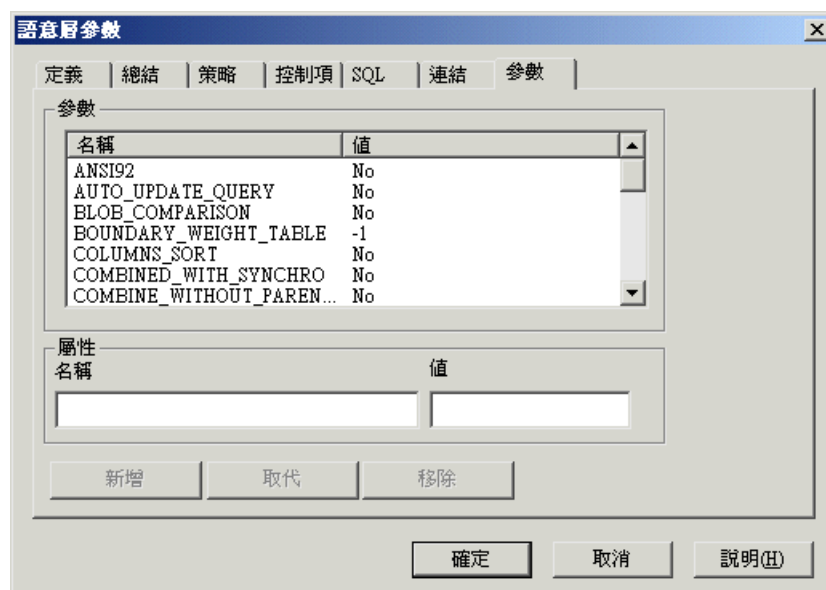 語意層參數
定義 總結 策略 控制項 SQL 連結 參數
參數
名稱 值
ANSI92 No
AUTO_UPDATE_QUERY No
BLOB_COMPARISON No
BOUNDARY_WEIGHT_TABLE -1
COLUMNS_SORT No
COMBINED_WITH_SYNCHRO No
COMBINE_WITHOUT_PAREN... No
屬性
名稱 值
新增 取代 移除
確定 取消 說明(H)